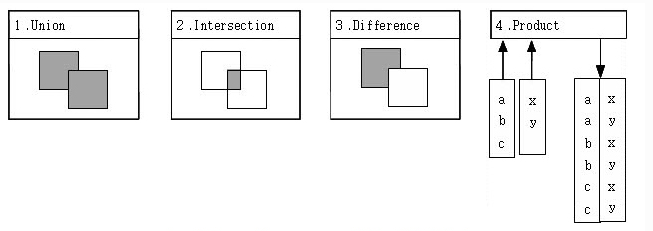 1.Union
2.Intersection
3.Difference
4.Product
a
b
c
x
y
a x
a y
b x
b y
c x
c y